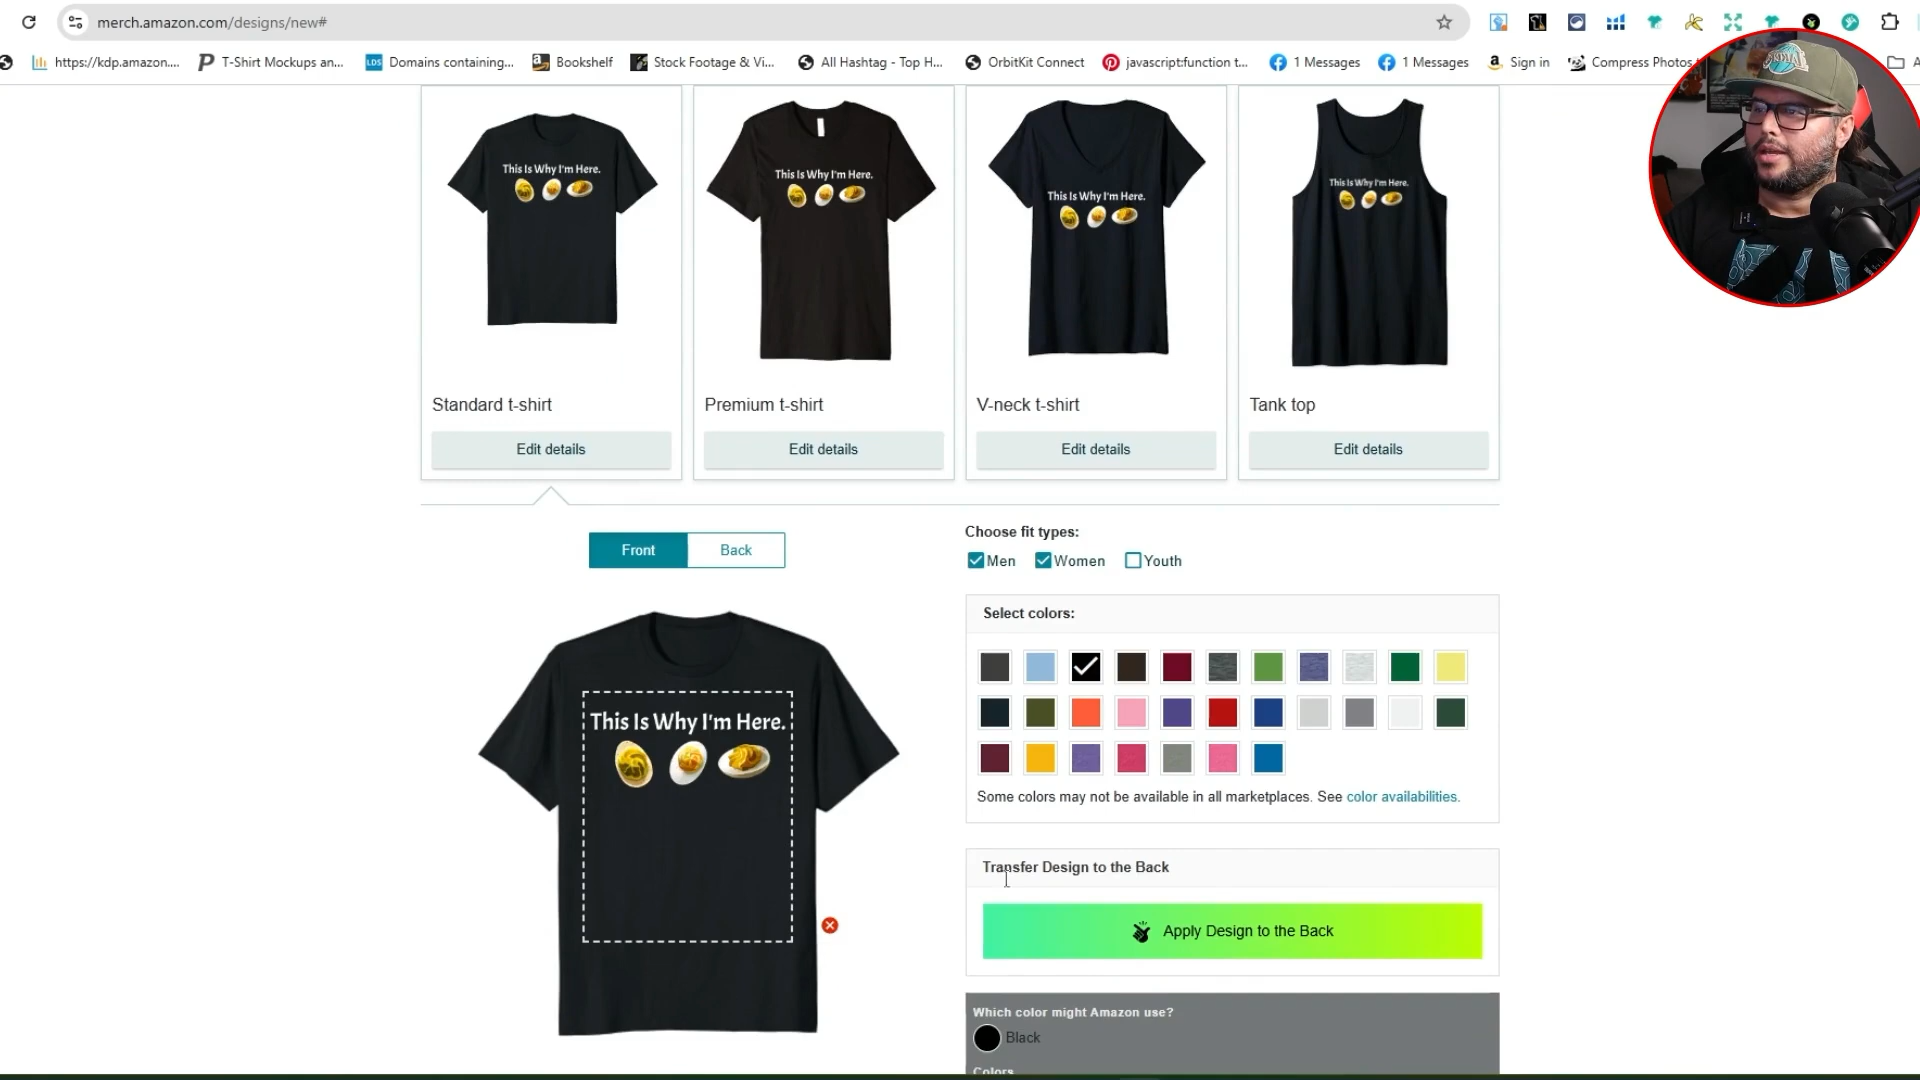 merch.amazon.com/designs/new#
https://kdp.amazon....
T-Shirt Mockups an...
LDS
Domains containing...
Bookshelf
Stock Footage & Vi...
All Hashtag - Top H...
OrbitKit Connect
javascript:function t...
1 Messages
1 Messages
Sign in
Compress Photos
This Is Why I'm Here.
This Is Why I'm Here.
This Is Why I'm Here.
This Is Why I'm Here.
Standard t-shirt
Premium t-shirt
V-neck t-shirt
Tank top
Edit details
Edit details
Edit details
Edit details
Front
Back
Choose fit types:
Men
Women
Youth
Select colors:
This Is Why I'm Here.
Some colors may not be available in all marketplaces. See color availabilities.
Transfer Design to the Back
Apply Design to the Back
Which color might Amazon use?
Black
Colors